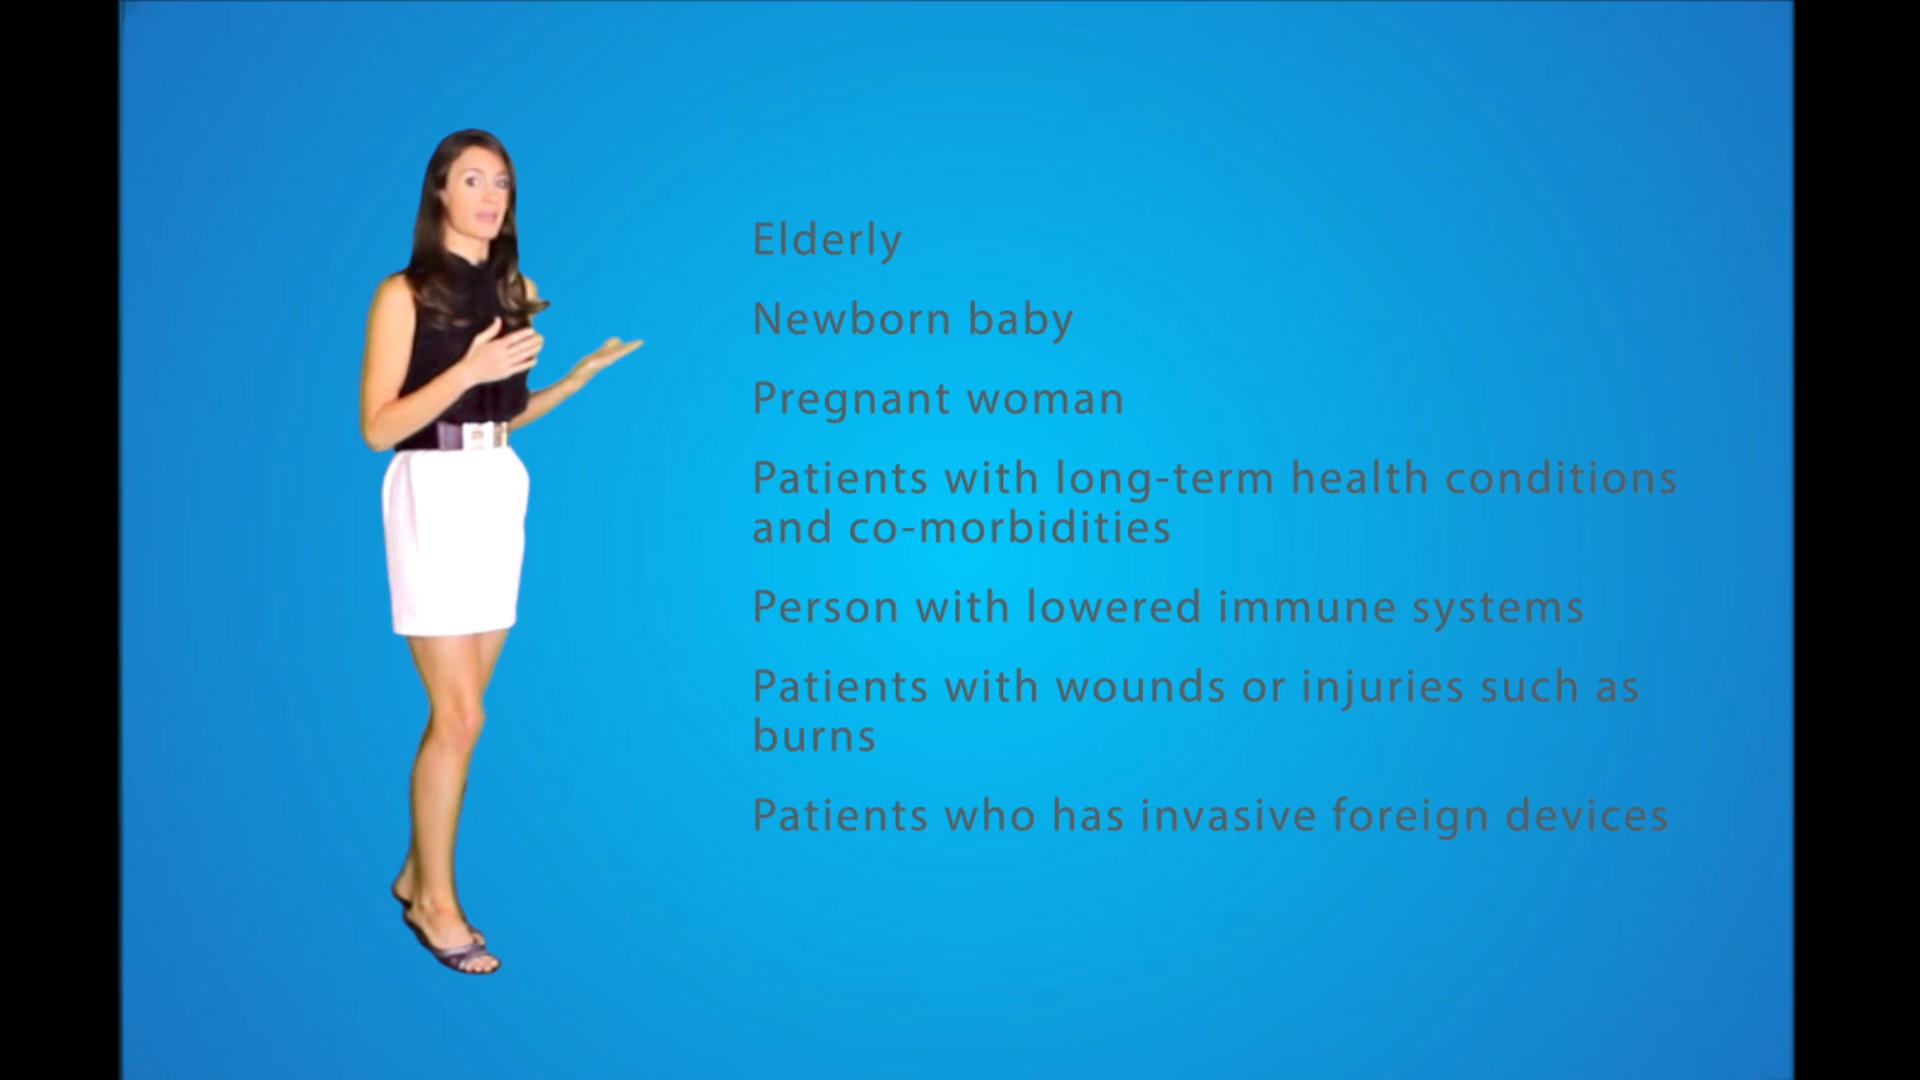 Elderly
Newborn baby
Pregnant woman
Patients with long-term health conditions
and co-morbidities
Person with lowered immune systems
Patients with wounds or injuries such as
burns
Patients who has invasive foreign devices